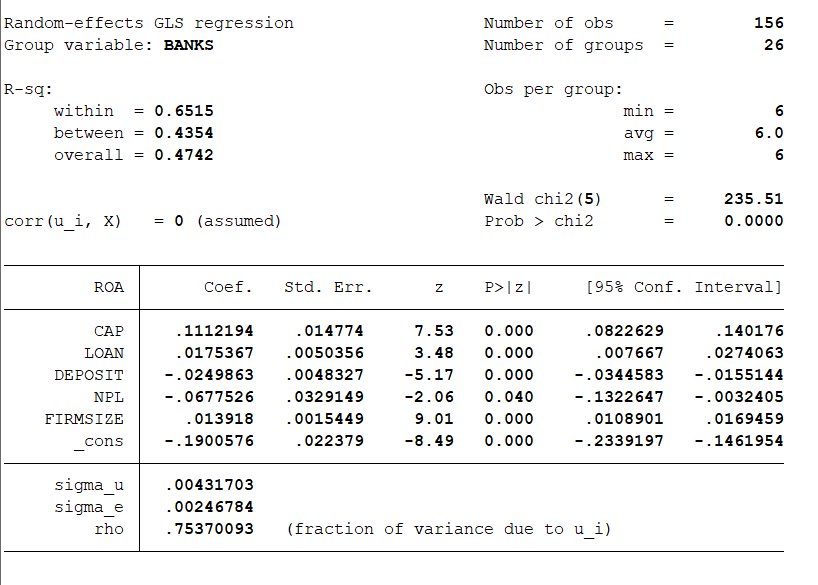 Random-effects GLS regression Number of obs = 156
Group variable: BANKS Number of groups = 26
R-sq: Obs per group:
within = 0.6515 min = 6
between = 0.4354 avg = 6.0
overall = 0.4742 max = 6
Wald chi2(5) = 235.51
corr(u_i, X) = 0 (assumed) Prob > chi2 = 0.0000
ROA Coef. Std. Err. z P>|z| [95% Conf. Interval]
CAP .1112194 .014774 7.53 0.000 .0822629 .140176
LOAN .0175367 .0050356 3.48 0.000 .007667 .0274063
DEPOSIT -.0249863 .0048327 -5.17 0.000 -.0344583 -.0155144
NPL -.0677526 .0329149 -2.06 0.040 -.1322647 -.0032405
FIRMSIZE .013918 .0015449 9.01 0.000 .0108901 .0169459
_cons -.1900576 .022379 -8.49 0.000 -.2339197 -.1461954
sigma_u .00431703
sigma_e .00246784
rho .75370093 (fraction of variance due to u_i)